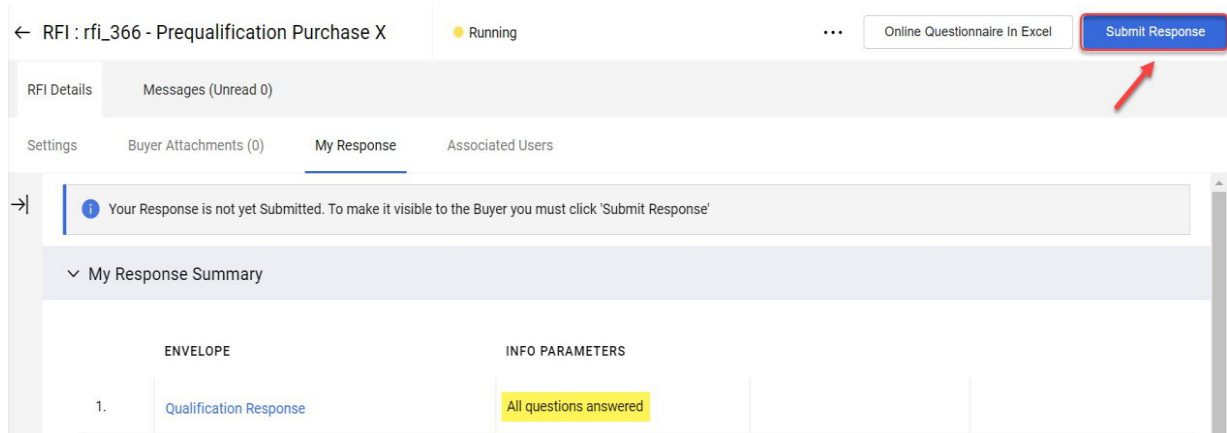 ← RFI : rfi_366 - Prequalification Purchase X Running ... Online Questionnaire In Excel Submit Response
RFI Details Messages (Unread 0)
Settings Buyer Attachments (0) My Response Associated Users
Your Response is not yet Submitted. To make it visible to the Buyer you must click 'Submit Response'
My Response Summary
ENVELOPE INFO PARAMETERS
1. Qualification Response All questions answered